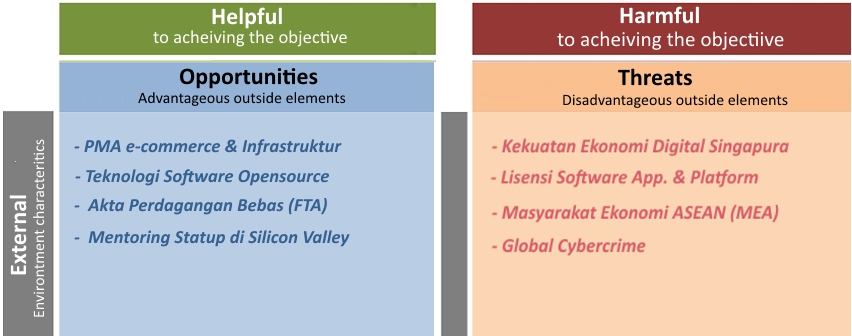 Helpful
to acheiving the objectiive
Harmful
to acheiving the objectiive
Opportunities
Advantageous outside elements
Threats
Disadvantageous outside elements
External
Environtment characteritics
- PMA e-commerce & Infrastruktur
- Teknologi Software Opensource
- Akta Perdagangan Bebas (FTA)
- Mentoring Statup di Silicon Valley
- Kekuatan Ekonomi Digital Singapura
- Lisensi Software App. & Platform
- Masyarakat Ekonomi ASEAN (MEA)
- Global Cybercrime